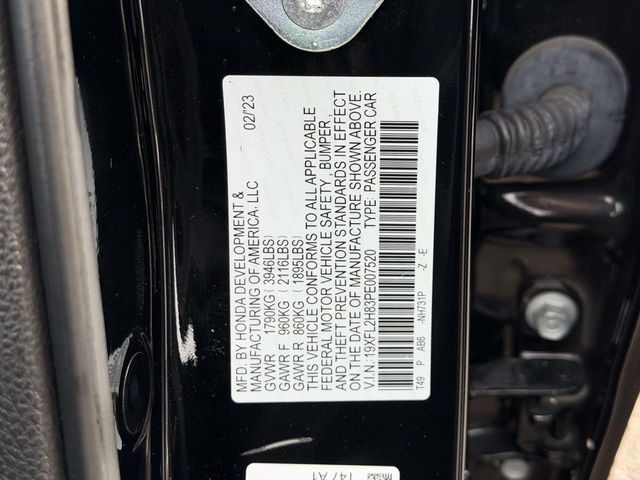 MFD. BY HONDA DEVELOPMENT & 02/'23
MANUFACTURING OF AMERICA, LLC
GVWR 1790KG (3946LBS)
GAWR F 960KG (2116LBS)
GAWR R 860KG (1895LBS)
THIS VEHICLE CONFORMS TO ALL APPLICABLE
FEDERAL MOTOR VEHICLE SAFETY, BUMPER,
AND THEFT PREVENTION STANDARDS IN EFFECT
ON THE DATE OF MANUFACTURE SHOWN ABOVE.
V.I.N.:19XFL2H83PE007520 TYPE: PASSENGER CAR
T49 P AB6 -NH731P -Z -E
T47A1